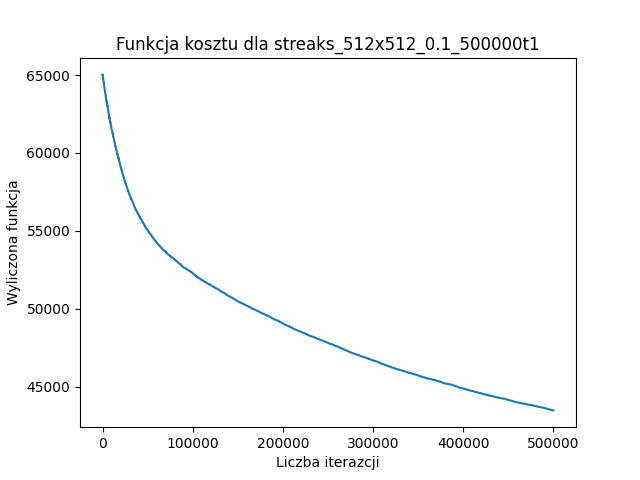 Funkcja kosztu dla streaks_512x512_0.1_500000t1
65000
60000
55000
50000
45000
Wyliczona funkcja
0 100000 200000 300000 400000 500000
Liczba iterazcji